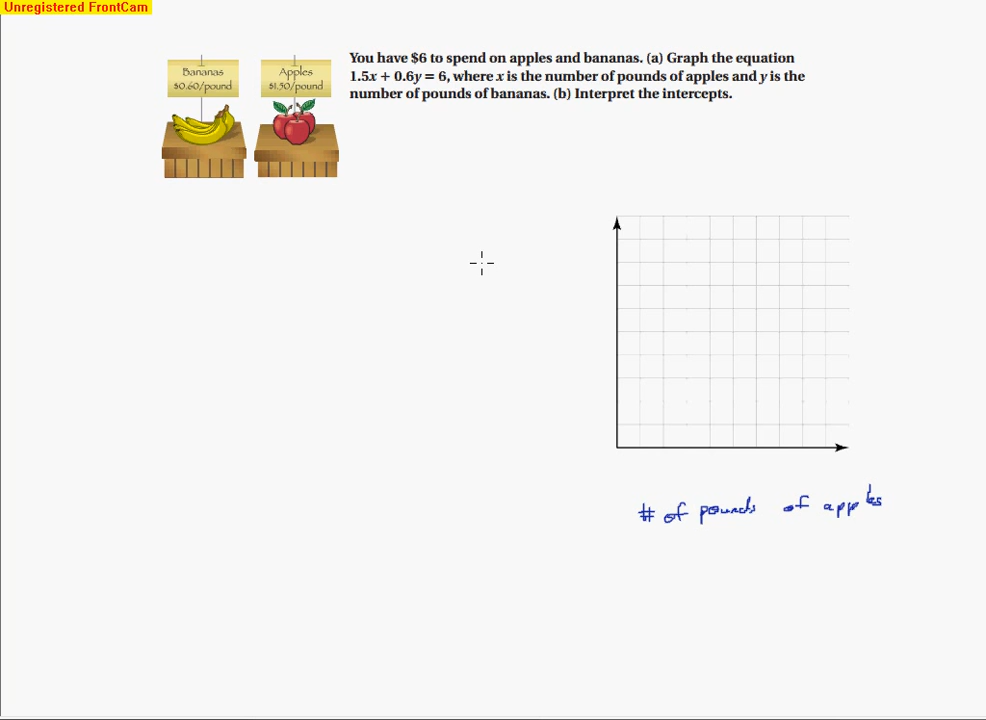 Unregistered FrontCam
You have $6 to spend on apples and bananas. (a) Graph the equation
1.5x + 0.6y = 6, where x is the number of pounds of apples and y is the
number of pounds of bananas. (b) Interpret the intercepts.
Bananas
$0.60/pound
Apples
$1.50/pound
# of pounds of apples